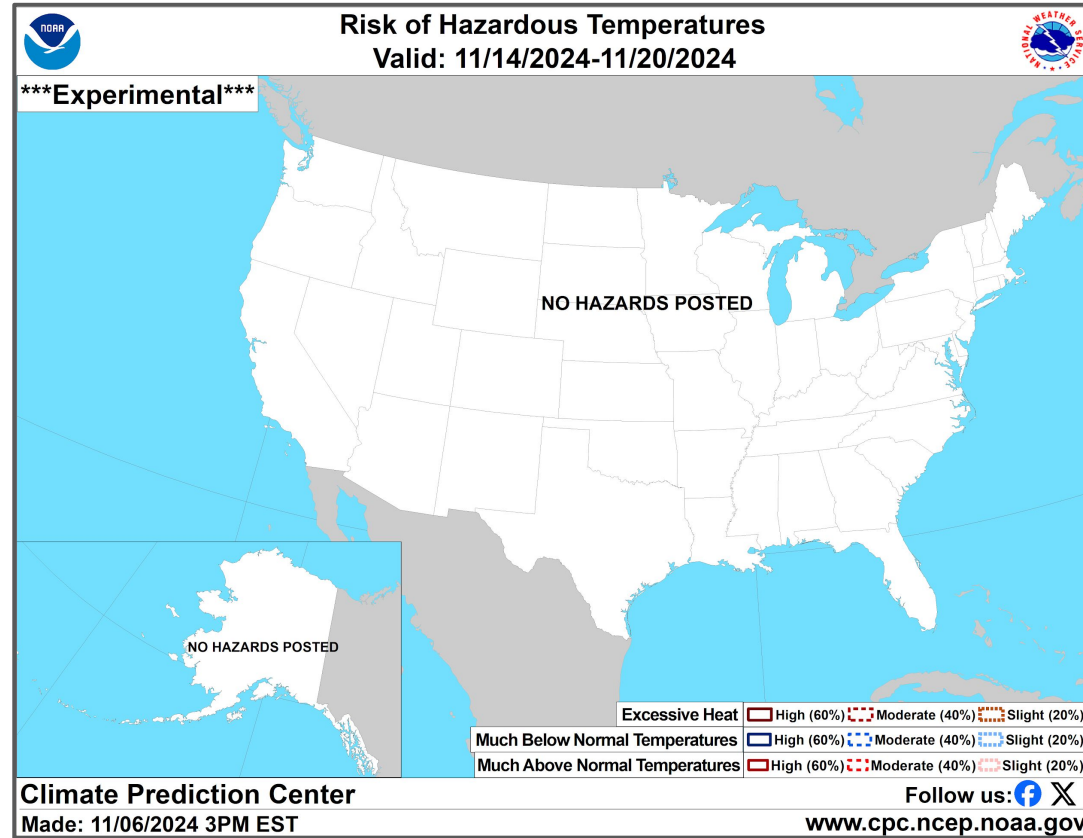 NOAA
Risk of Hazardous Temperatures
Valid: 11/14/2024-11/20/2024
NATIONAL WEATHER SERVICE
***Experimental***
NO HAZARDS POSTED
NO HAZARDS POSTED
Excessive Heat High (60%) Moderate (40%) Slight (20%)
Much Below Normal Temperatures High (60%) Moderate (40%) Slight (20%)
Much Above Normal Temperatures High (60%) Moderate (40%) Slight (20%)
Climate Prediction Center
Follow us:
Made: 11/06/2024 3PM EST
www.cpc.ncep.noaa.gov